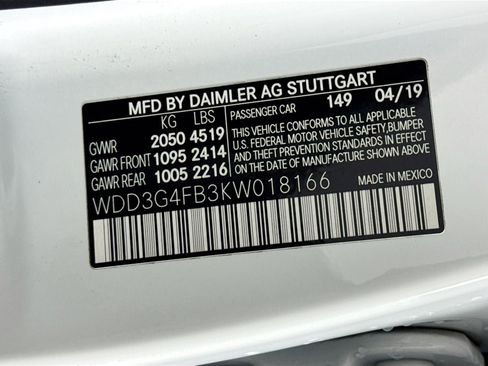 MFD BY DAIMLER AG STUTTGART
KG LBS
GVWR 2050 4519
GAWR FRONT 1095 2414
GAWR REAR 1005 2216
PASSENGER CAR 149 04/19
THIS VEHICLE CONFORMS TO ALL APPLICABLE
U.S. FEDERAL MOTOR VEHICLE SAFETY, BUMPER
AND THEFT PREVENTION STANDARDS IN EFFECT
ON THE DATE OF MANUFACTURE SHOWN ABOVE.
WDD3G4FB3KW018166
MADE IN MEXICO